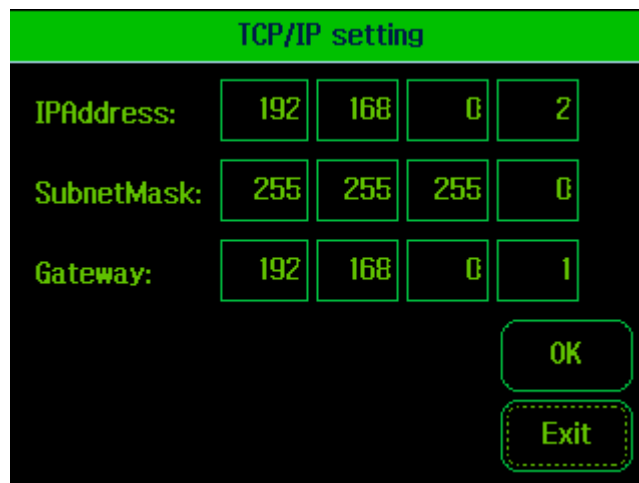 TCP/IP setting
IPAddress: 192 168 0 2
SubnetMask: 255 255 255 0
Gateway: 192 168 0 1
OK
Exit